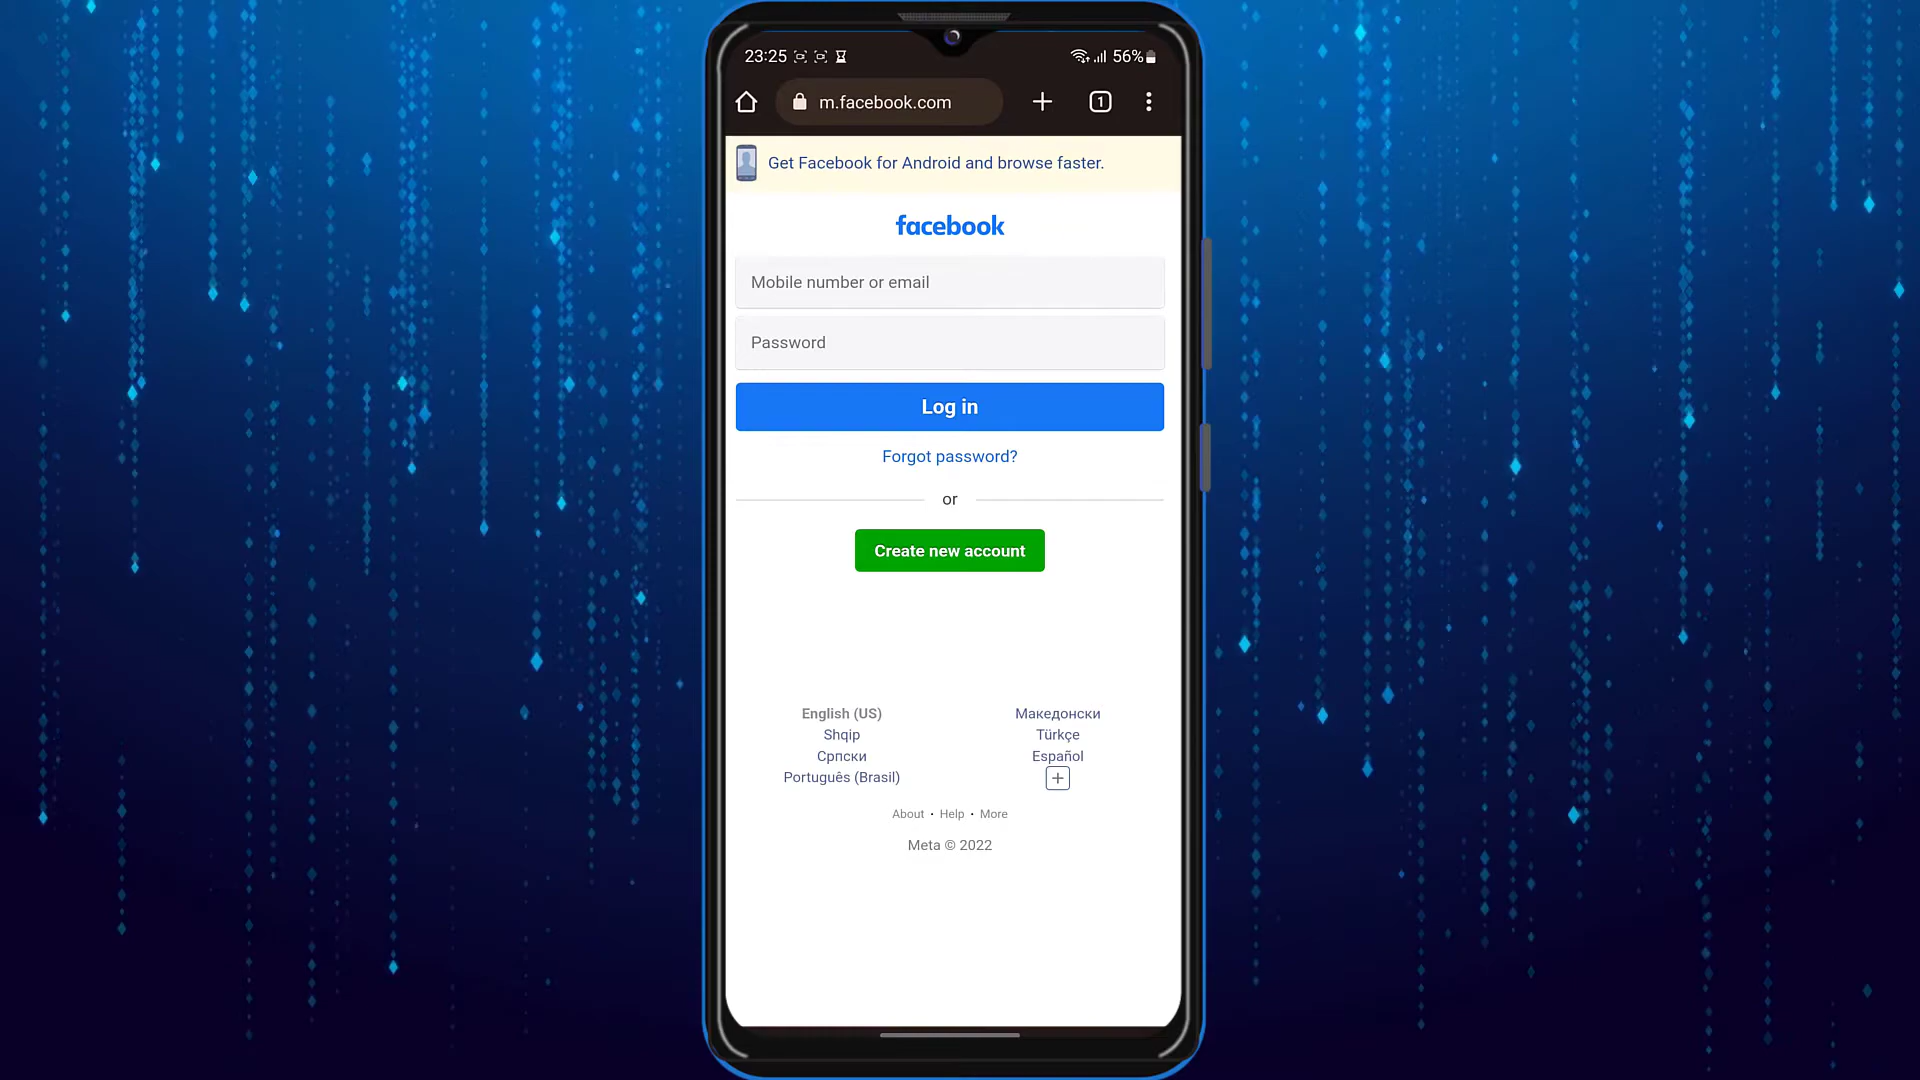 23:25 56%
m.facebook.com 1
Get Facebook for Android and browse faster.
facebook
Mobile number or email
Password
Log in
Forgot password?
or
Create new account
English (US) Македонски
Shqip Türkçe
Српски Español
Português (Brasil) +
About · Help · More
Meta © 2022